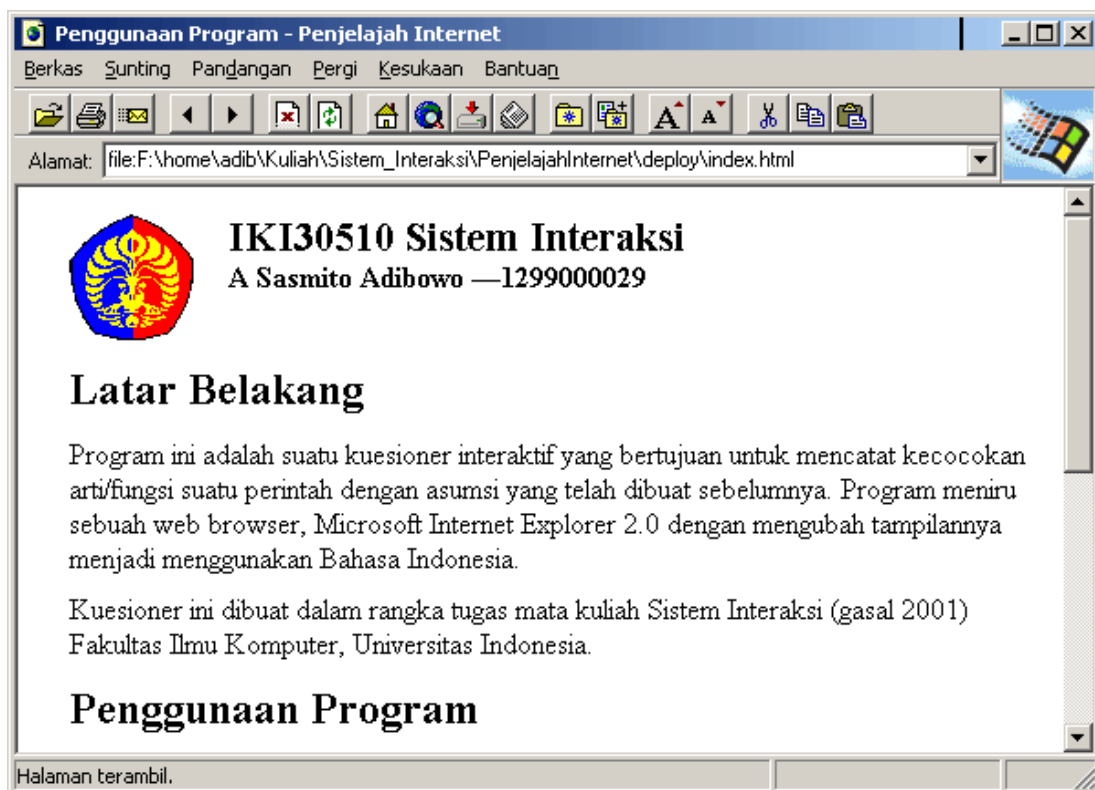 Penggunaan Program - Penjelajah Internet
Berkas Sunting Pandangan Pergi Kesukaan Bantuan
Alamat: file:F:\home\adib\Kuliah\Sistem_Interaksi\PenjelajahInternet\deploy\index.html
IKI30510 Sistem Interaksi
A Sasmito Adibowo —1299000029
Latar Belakang
Program ini adalah suatu kuesioner interaktif yang bertujuan untuk mencatat kecocokan
arti/fungsi suatu perintah dengan asumsi yang telah dibuat sebelumnya. Program meniru
sebuah web browser, Microsoft Internet Explorer 2.0 dengan mengubah tampilannya
menjadi menggunakan Bahasa Indonesia.
Kuesioner ini dibuat dalam rangka tugas mata kuliah Sistem Interaksi (gasal 2001)
Fakultas Ilmu Komputer, Universitas Indonesia.
Penggunaan Program
Halaman terambil.